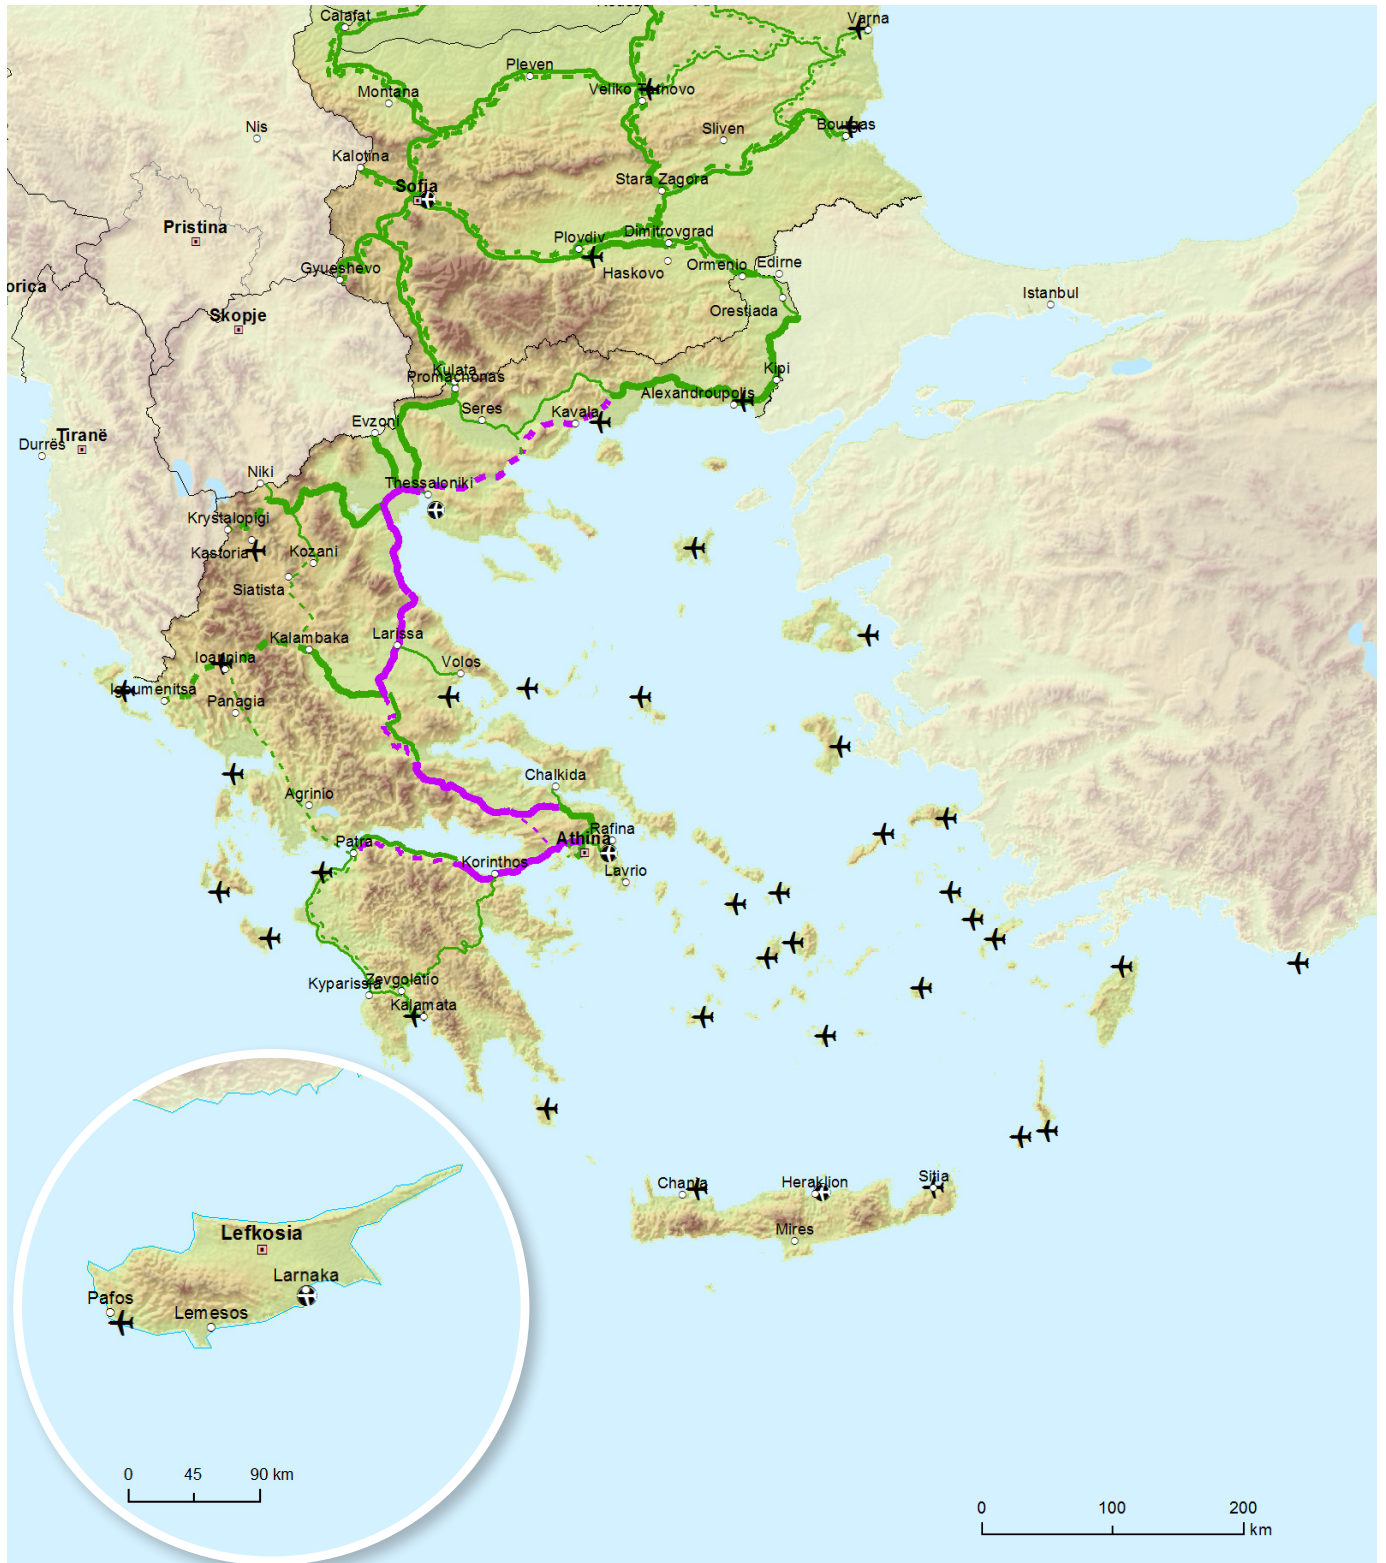 Calafat
Varna
Pleven
Montana
Veliko Tarnovo
Nis
Sliven
Bourgas
Kalotina
Sofia
Stara Zagora
Pristina
Plovdiv
Dimitrovgrad
Gyueshevo
Haskovo
Ormenio
Edirne
orica
Istanbul
Skopje
Orestiada
Kulata
Promachonas
Kipi
Alexandroupolis
Seres
Kavala
Evzoni
Tiranë
Durrës
Niki
Thessaloniki
Krystalopigi
Kastoria
Kozani
Siatista
Kalambaka
Larissa
Ioannina
Volos
Igoumenitsa
Panagia
Chalkida
Agrinio
Rafina
Patra
Athina
Korinthos
Lavrio
Kyparissia
Zevgolatio
Kalamata
Chania
Heraklion
Sitia
Mires
Lefkosia
Larnaka
Pafos
Lemesos
0 45 90 km
0 100 200
km